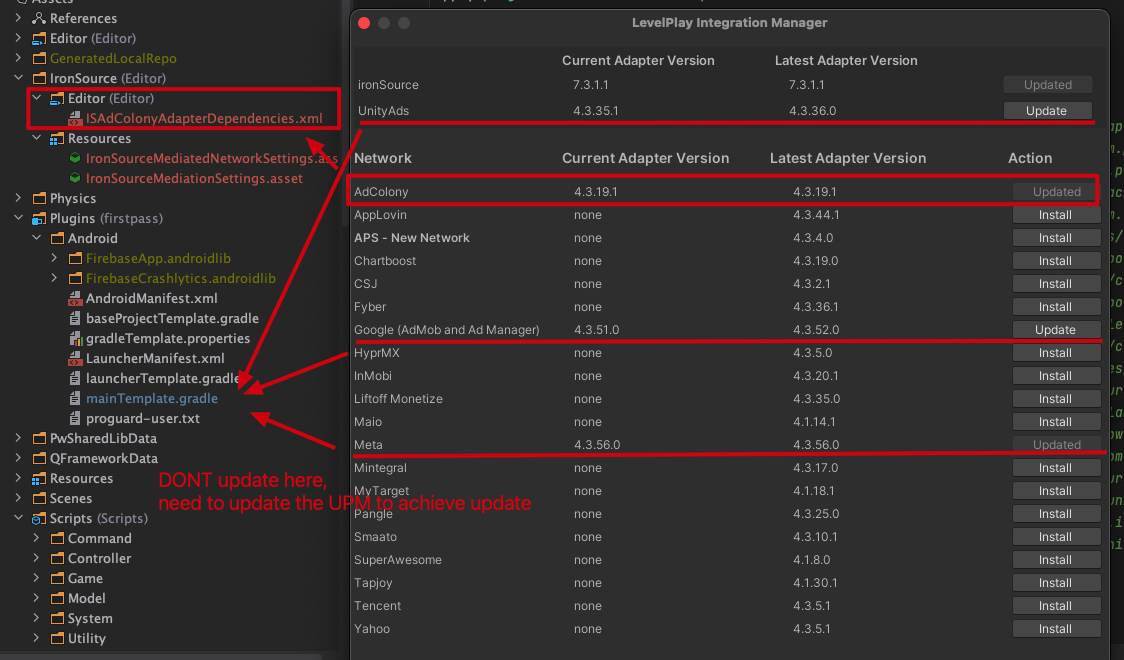 Assets
References
Editor (Editor)
GeneratedLocalRepo
IronSource (Editor)
Editor (Editor)
ISAdColonyAdapterDependencies.xml
Resources
IronSourceMediatedNetworkSettings.ass
IronSourceMediationSettings.asset
Physics
Plugins (firstpass)
Android
FirebaseApp.androidlib
FirebaseCrashlytics.androidlib
AndroidManifest.xml
baseProjectTemplate.gradle
gradleTemplate.properties
LauncherManifest.xml
launcherTemplate.gradle
mainTemplate.gradle
proguard-user.txt
PwSharedLibData
QFrameworkData
Resources
Scenes
Scripts (Scripts)
Command
Controller
Game
Model
System
Utility
DONT update here,
need to update the UPM to achieve update
LevelPlay Integration Manager
Current Adapter Version Latest Adapter Version
ironSource 7.3.1.1 7.3.1.1 Updated
UnityAds 4.3.35.1 4.3.36.0 Update
Network Current Adapter Version Latest Adapter Version Action
AdColony 4.3.19.1 4.3.19.1 Updated
AppLovin none 4.3.44.1 Install
APS - New Network none 4.3.4.0 Install
Chartboost none 4.3.19.0 Install
CSJ none 4.3.2.1 Install
Fyber none 4.3.36.1 Install
Google (AdMob and Ad Manager) 4.3.51.0 4.3.52.0 Update
HyprMX none 4.3.5.0 Install
InMobi none 4.3.20.1 Install
Liftoff Monetize none 4.3.35.0 Install
Maio none 4.1.14.1 Install
Meta 4.3.56.0 4.3.56.0 Updated
Mintegral none 4.3.17.0 Install
MyTarget none 4.1.18.1 Install
Pangle none 4.3.25.0 Install
Smaato none 4.3.10.1 Install
SuperAwesome none 4.1.8.0 Install
Tapjoy none 4.1.30.1 Install
Tencent none 4.3.5.1 Install
Yahoo none 4.3.5.1 Install